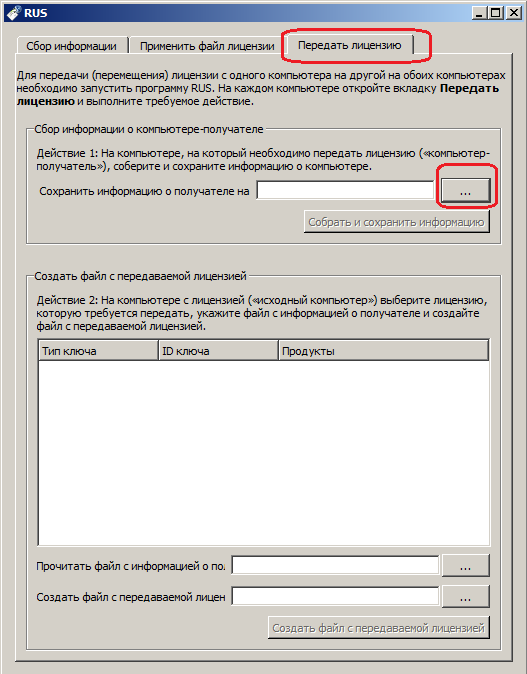 RUS
Сбор информации
Применить файл лицензии
Передать лицензию
Для передачи (перемещения) лицензии с одного компьютера на другой на обоих компьютерах
необходимо запустить программу RUS. На каждом компьютере откройте вкладку Передать
лицензию и выполните требуемое действие.
Сбор информации о компьютере-получателе
Действие 1: На компьютере, на который необходимо передать лицензию («компьютер-
получатель»), соберите и сохраните информацию о компьютере.
Сохранить информацию о получателе на
...
Собрать и сохранить информацию
Создать файл с передаваемой лицензией
Действие 2: На компьютере с лицензией («исходный компьютер») выберите лицензию,
которую требуется передать, укажите файл с информацией о получателе и создайте
файл с передаваемой лицензией.
Тип ключа
ID ключа
Продукты
Прочитать файл с информацией о по
...
Создать файл с передаваемой лицен
...
Создать файл с передаваемой лицензией